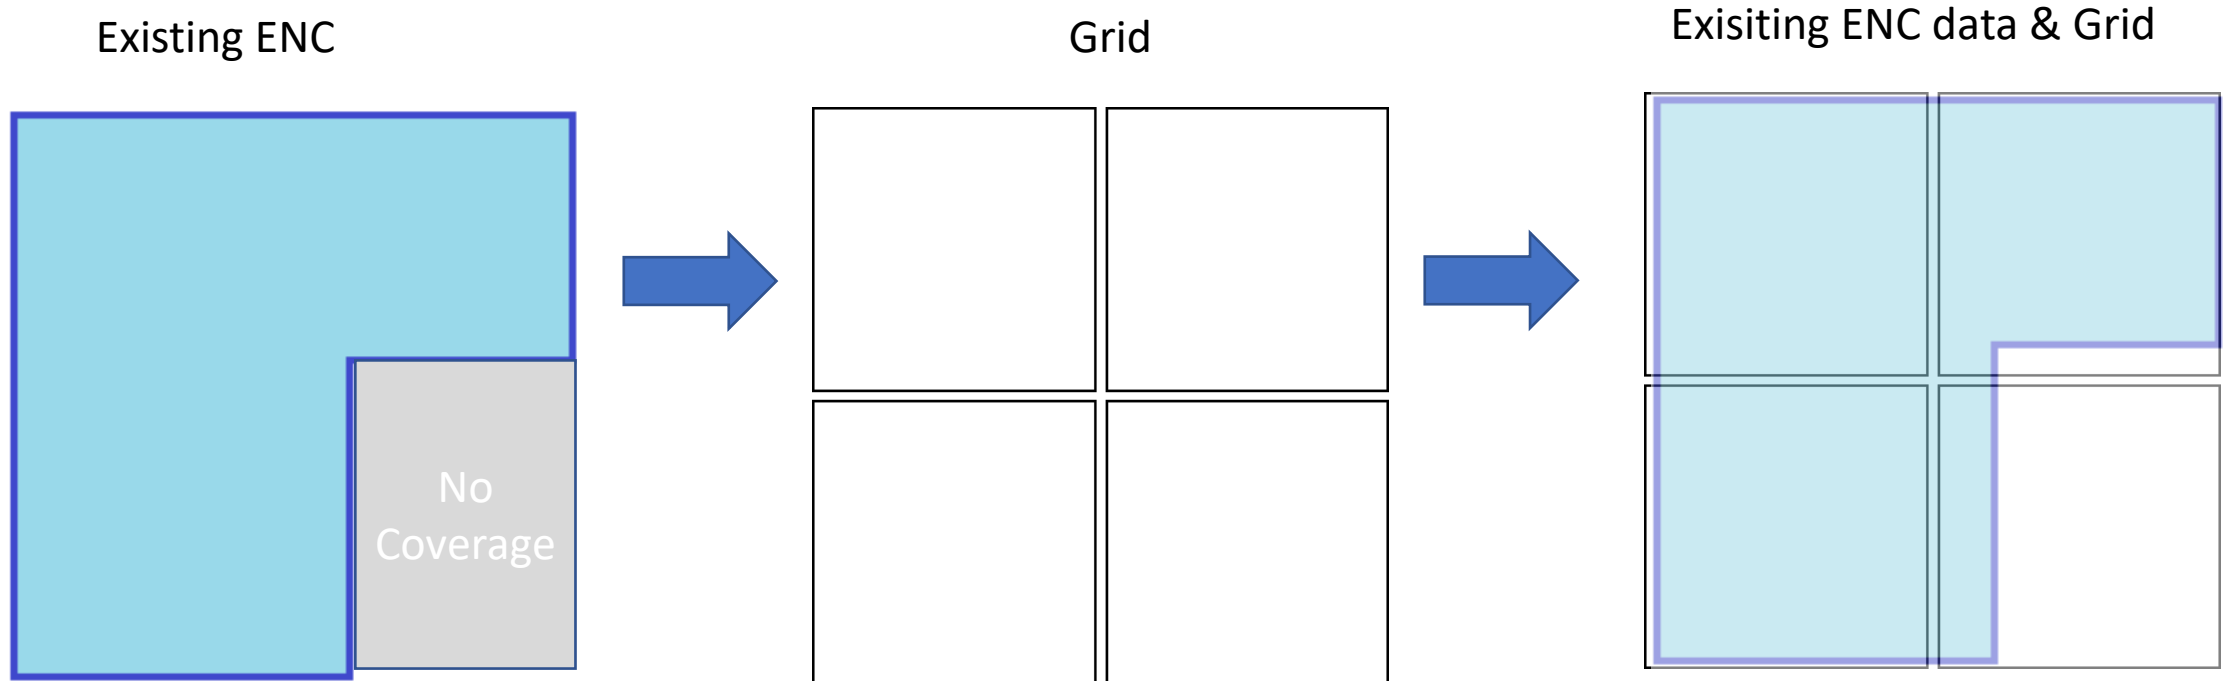 Existing ENC
Grid
Exisiting ENC data & Grid
No
Coverage